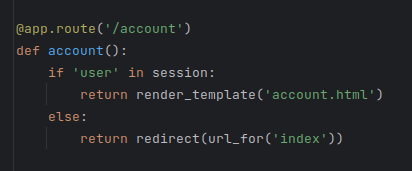 @app.route('/account')
def account():
    if 'user' in session:
        return render_template('account.html')
    else:
        return redirect(url_for('index'))